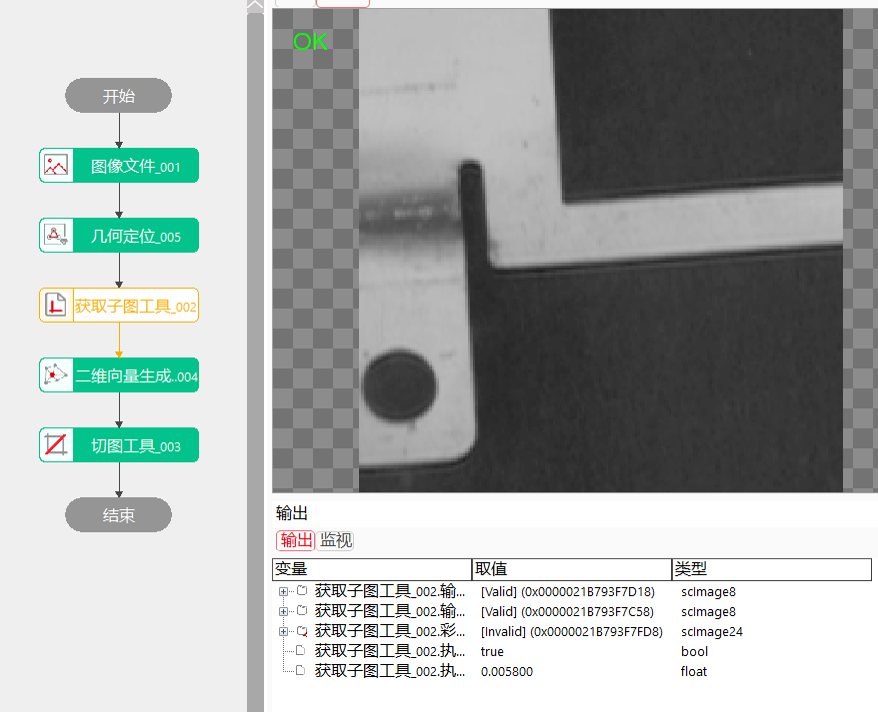 开始
图像文件_001
几何定位_005
获取子图工具_002
二维向量生成..004
切图工具_003
结束
OK
输出
输出 监视
变量 取值 类型
获取子图工具_002.输... [Valid] (0x0000021B793F7D18) scImage8
获取子图工具_002.输... [Valid] (0x0000021B793F7C58) scImage8
获取子图工具_002.彩... [Invalid] (0x0000021B793F7FD8) scImage24
获取子图工具_002.执... true bool
获取子图工具_002.执... 0.005800 float